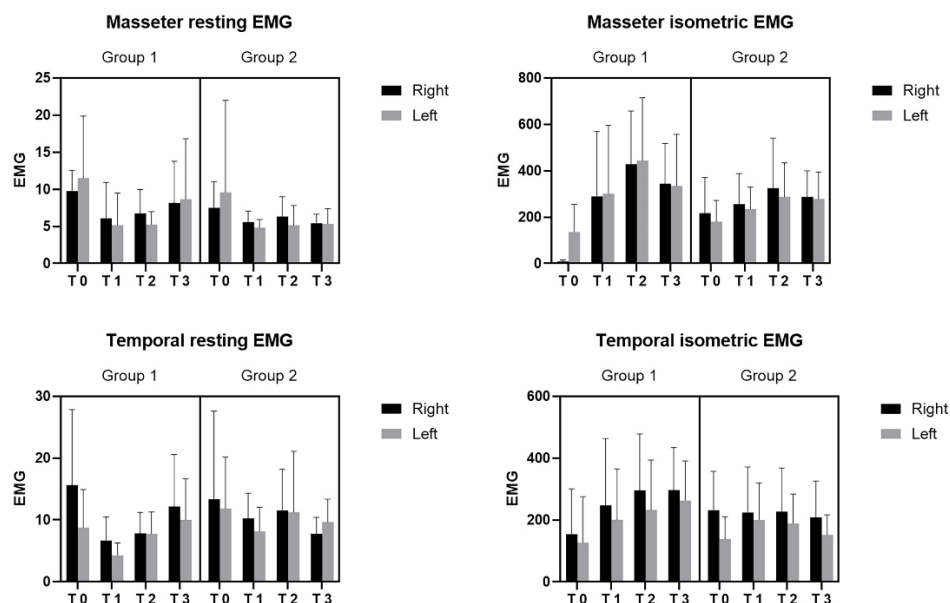 Masseter resting EMG
Group 1 Group 2
25
20
15
10
5
0
EMG
T 0 T 1 T 2 T 3 T 0 T 1 T 2 T 3
Right
Left
Masseter isometric EMG
Group 1 Group 2
800
600
400
200
0
EMG
T 0 T 1 T 2 T 3 T 0 T 1 T 2 T 3
Right
Left
Temporal resting EMG
Group 1 Group 2
30
20
10
0
EMG
T 0 T 1 T 2 T 3 T 0 T 1 T 2 T 3
Right
Left
Temporal isometric EMG
Group 1 Group 2
600
400
200
0
EMG
T 0 T 1 T 2 T 3 T 0 T 1 T 2 T 3
Right
Left